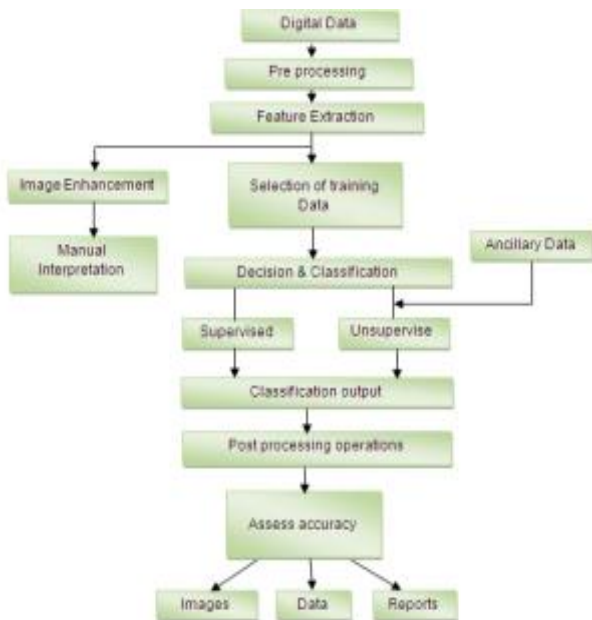 Digital Data
Pre processing
Feature Extraction
Image Enhancement
Selection of training
Data
Manual
Interpretation
Ancillary Data
Decision & Classification
Supervised
Unsupervise
Classification output
Post processing operations
Assess accuracy
Images
Data
Reports